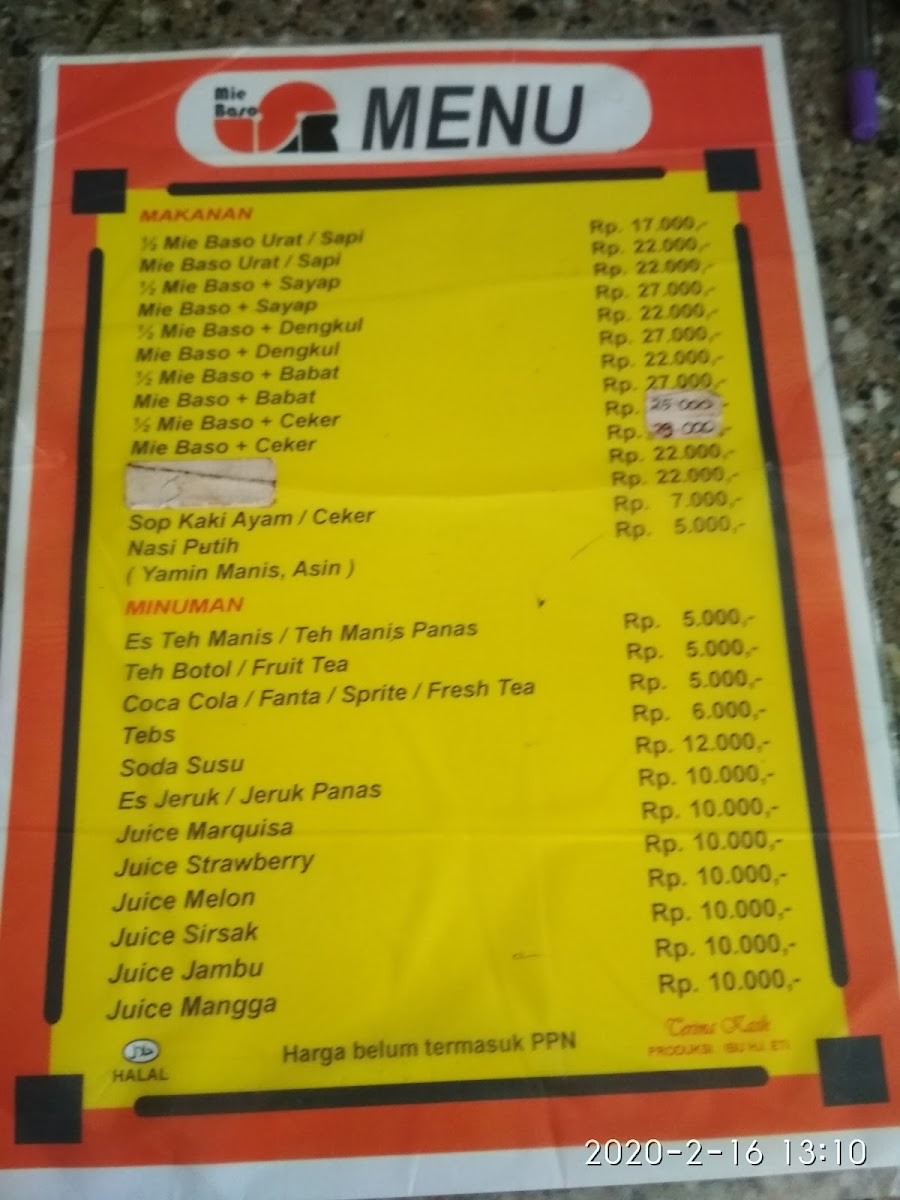 Mie Baso SR MENU
MAKANAN
½ Mie Baso Urat / Sapi Rp. 17.000,-
Mie Baso Urat / Sapi Rp. 22.000,-
½ Mie Baso + Sayap Rp. 22.000,-
Mie Baso + Sayap Rp. 27.000,-
½ Mie Baso + Dengkul Rp. 22.000,-
Mie Baso + Dengkul Rp. 27.000,-
½ Mie Baso + Babat Rp. 22.000,-
Mie Baso + Babat Rp. 27.000,-
½ Mie Baso + Ceker Rp. 25 000,-
Mie Baso + Ceker Rp. 29 000,-
Rp. 22.000,-
Rp. 22.000,-
Sop Kaki Ayam / Ceker Rp. 7.000,-
Nasi Putih Rp. 5.000,-
( Yamin Manis, Asin )
MINUMAN
Es Teh Manis / Teh Manis Panas Rp. 5.000,-
Teh Botol / Fruit Tea Rp. 5.000,-
Coca Cola / Fanta / Sprite / Fresh Tea Rp. 5.000,-
Tebs Rp. 6.000,-
Soda Susu Rp. 12.000,-
Es Jeruk / Jeruk Panas Rp. 10.000,-
Juice Marquisa Rp. 10.000,-
Juice Strawberry Rp. 10.000,-
Juice Melon Rp. 10.000,-
Juice Sirsak Rp. 10.000,-
Juice Jambu Rp. 10.000,-
Juice Mangga Rp. 10.000,-
حلال
HALAL
Harga belum termasuk PPN
Terima Kasih
PRODUKSI : IBU HJ. ETI
2020-2-16 13:10